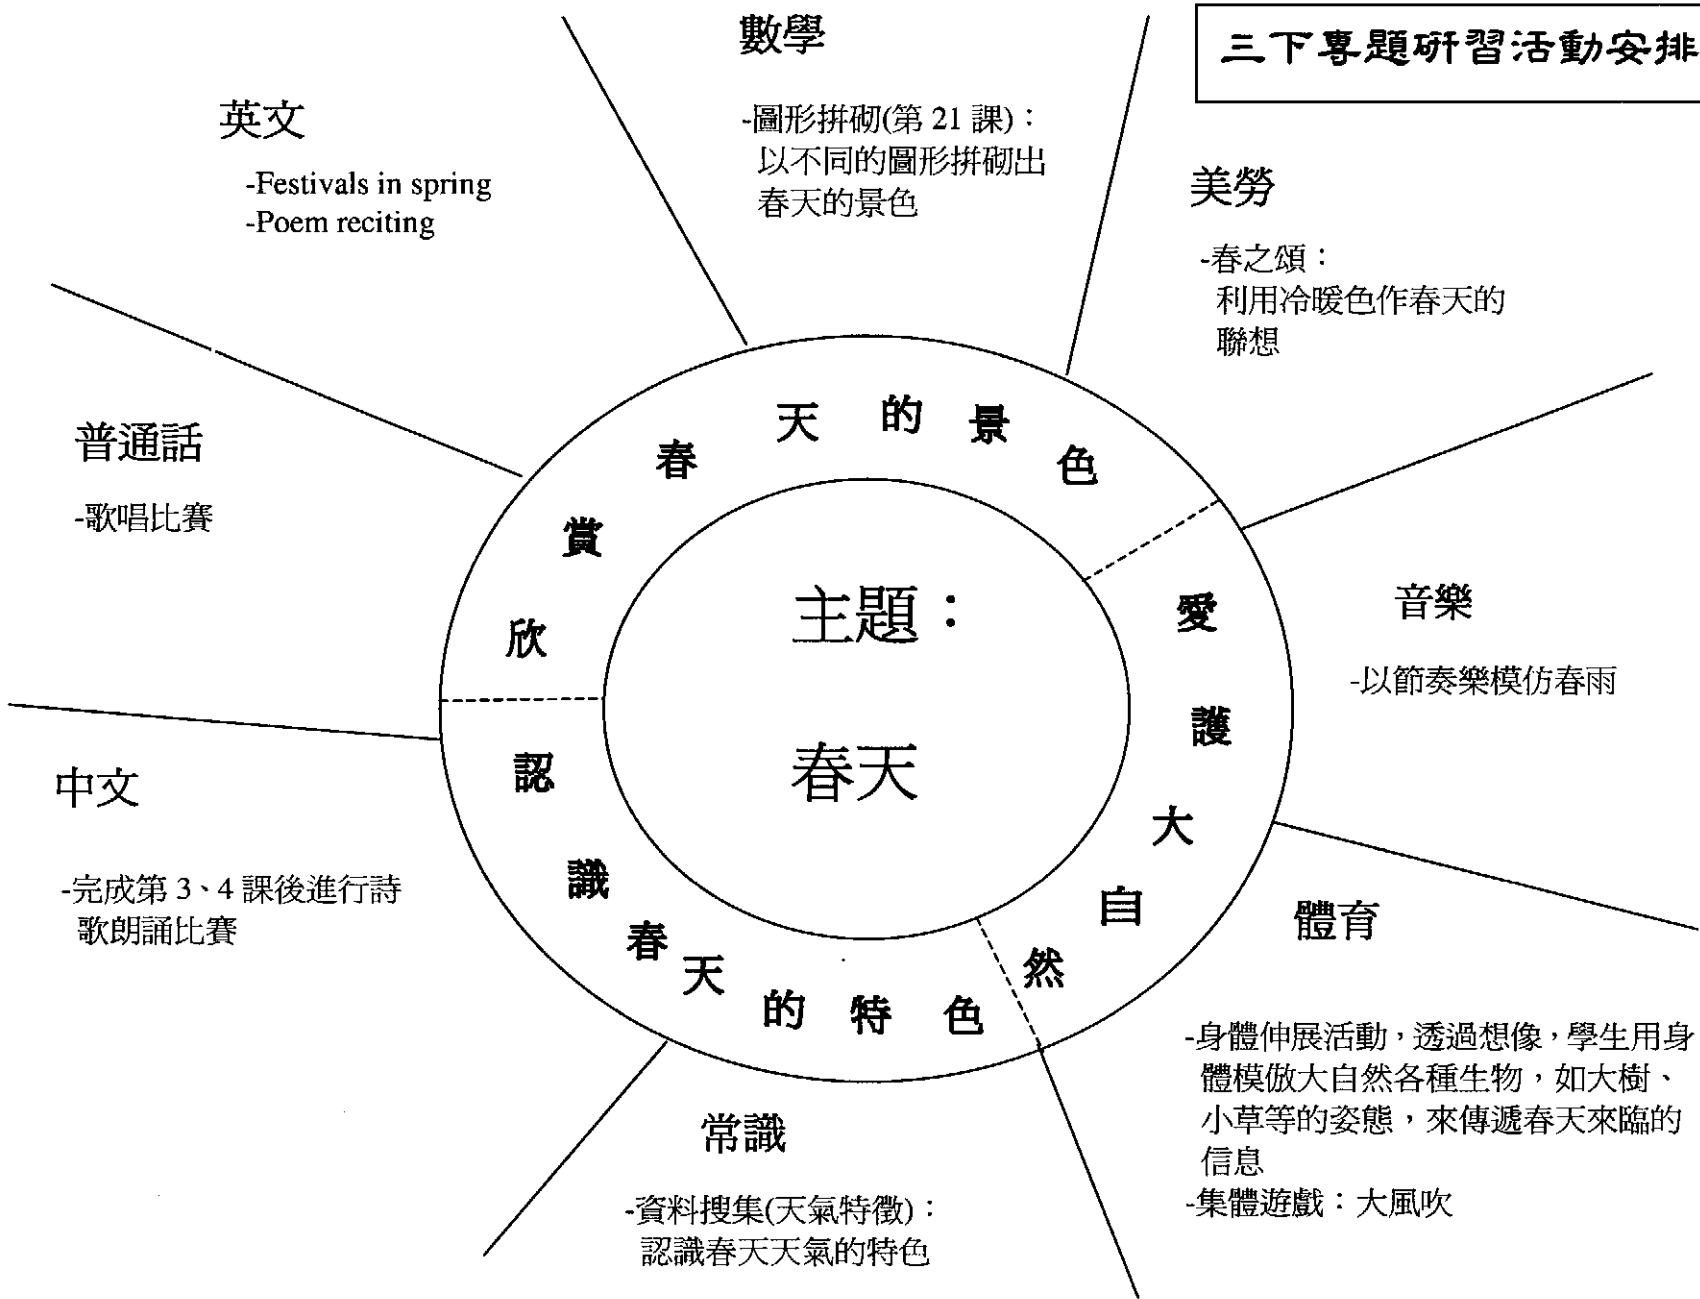 三下專題研習活動安排
數學
-圖形拼砌(第 21 課)：
以不同的圖形拼砌出
春天的景色
英文
-Festivals in spring
-Poem reciting
美勞
-春之頌：
利用冷暖色作春天的
聯想
普通話
-歌唱比賽
欣賞春天的景色
愛護大自然
認識春天的特色
主題：
春天
音樂
-以節奏樂模仿春雨
中文
-完成第 3、4 課後進行詩
歌朗誦比賽
體育
-身體伸展活動，透過想像，學生用身
體模倣大自然各種生物，如大樹、
小草等的姿態，來傳遞春天來臨的
信息
-集體遊戲：大風吹
常識
-資料搜集(天氣特徵)：
認識春天天氣的特色